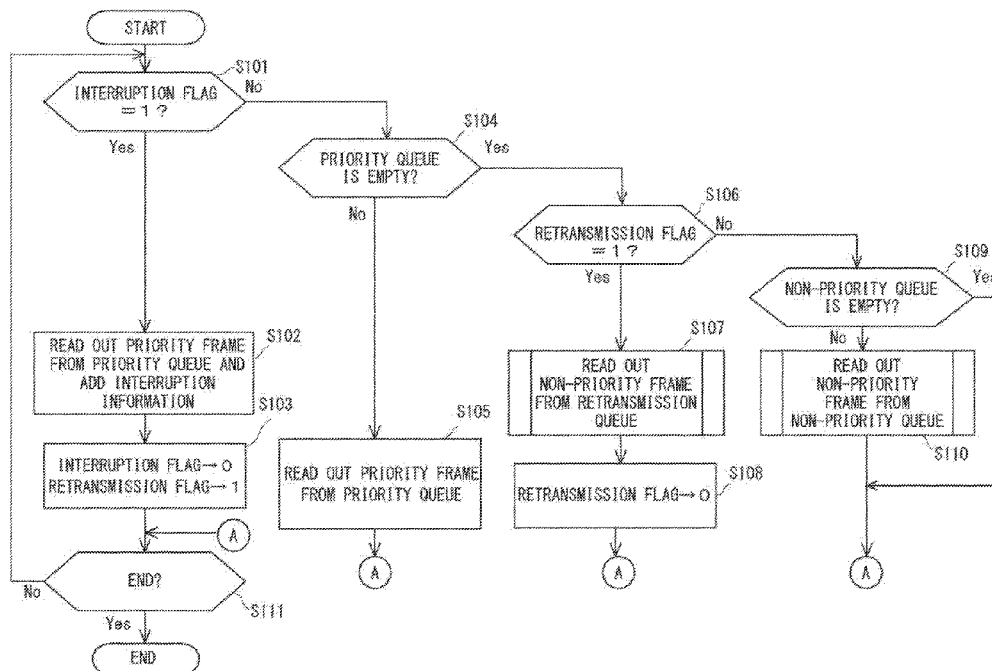 START
S101
INTERRUPTION FLAG
=1?
No
Yes
S104
PRIORITY QUEUE
IS EMPTY?
Yes
No
S106
RETRANSMISSION FLAG
=1?
No
Yes
S109
NON-PRIORITY QUEUE
IS EMPTY?
Yes
No
S102
READ OUT PRIORITY FRAME
FROM PRIORITY QUEUE AND
ADD INTERRUPTION
INFORMATION
S103
INTERRUPTION FLAG→0
RETRANSMISSION FLAG→1
S105
READ OUT PRIORITY FRAME
FROM PRIORITY QUEUE
S107
READ OUT
NON-PRIORITY FRAME
FROM RETRANSMISSION
QUEUE
S108
RETRANSMISSION FLAG→0
READ OUT
NON-PRIORITY
FRAME FROM
NON-PRIORITY QUEUE
S110
A
A
A
A
END?
No
S111
Yes
END